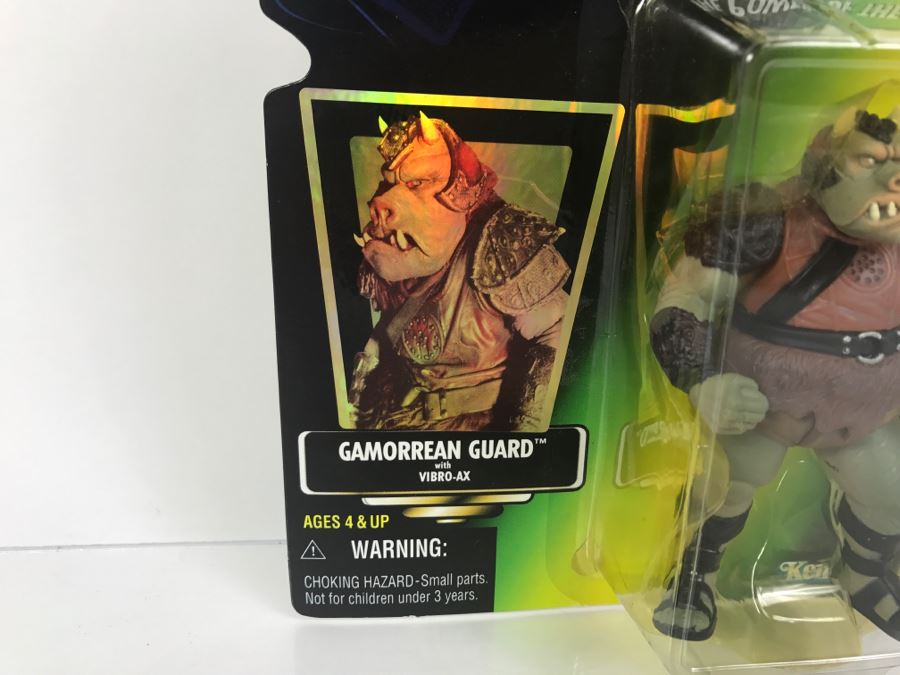 GAMORREAN GUARD™
with
VIBRO-AX
AGES 4 & UP
WARNING:
CHOKING HAZARD-Small parts.
Not for children under 3 years.